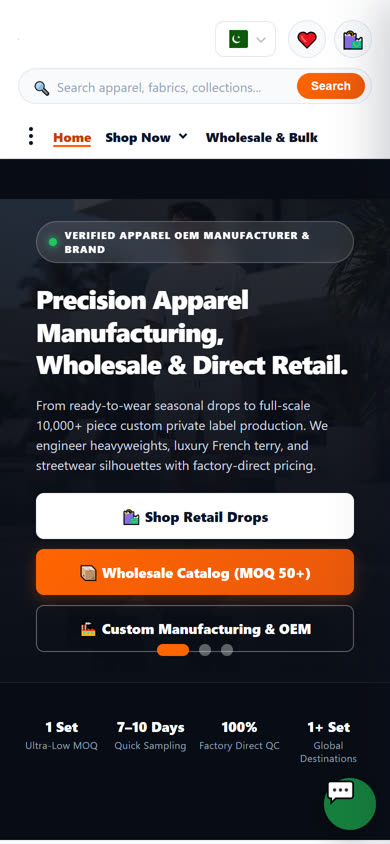 Search apparel, fabrics, collections...
Search
Home
Shop Now
Wholesale & Bulk
VERIFIED APPAREL OEM MANUFACTURER &
BRAND
Precision Apparel
Manufacturing,
Wholesale & Direct Retail.
From ready-to-wear seasonal drops to full-scale
10,000+ piece custom private label production. We
engineer heavyweights, luxury French terry, and
streetwear silhouettes with factory-direct pricing.
Shop Retail Drops
Wholesale Catalog (MOQ 50+)
Custom Manufacturing & OEM
1 Set
Ultra-Low MOQ
7–10 Days
Quick Sampling
100%
Factory Direct QC
1+ Set
Global
Destinations